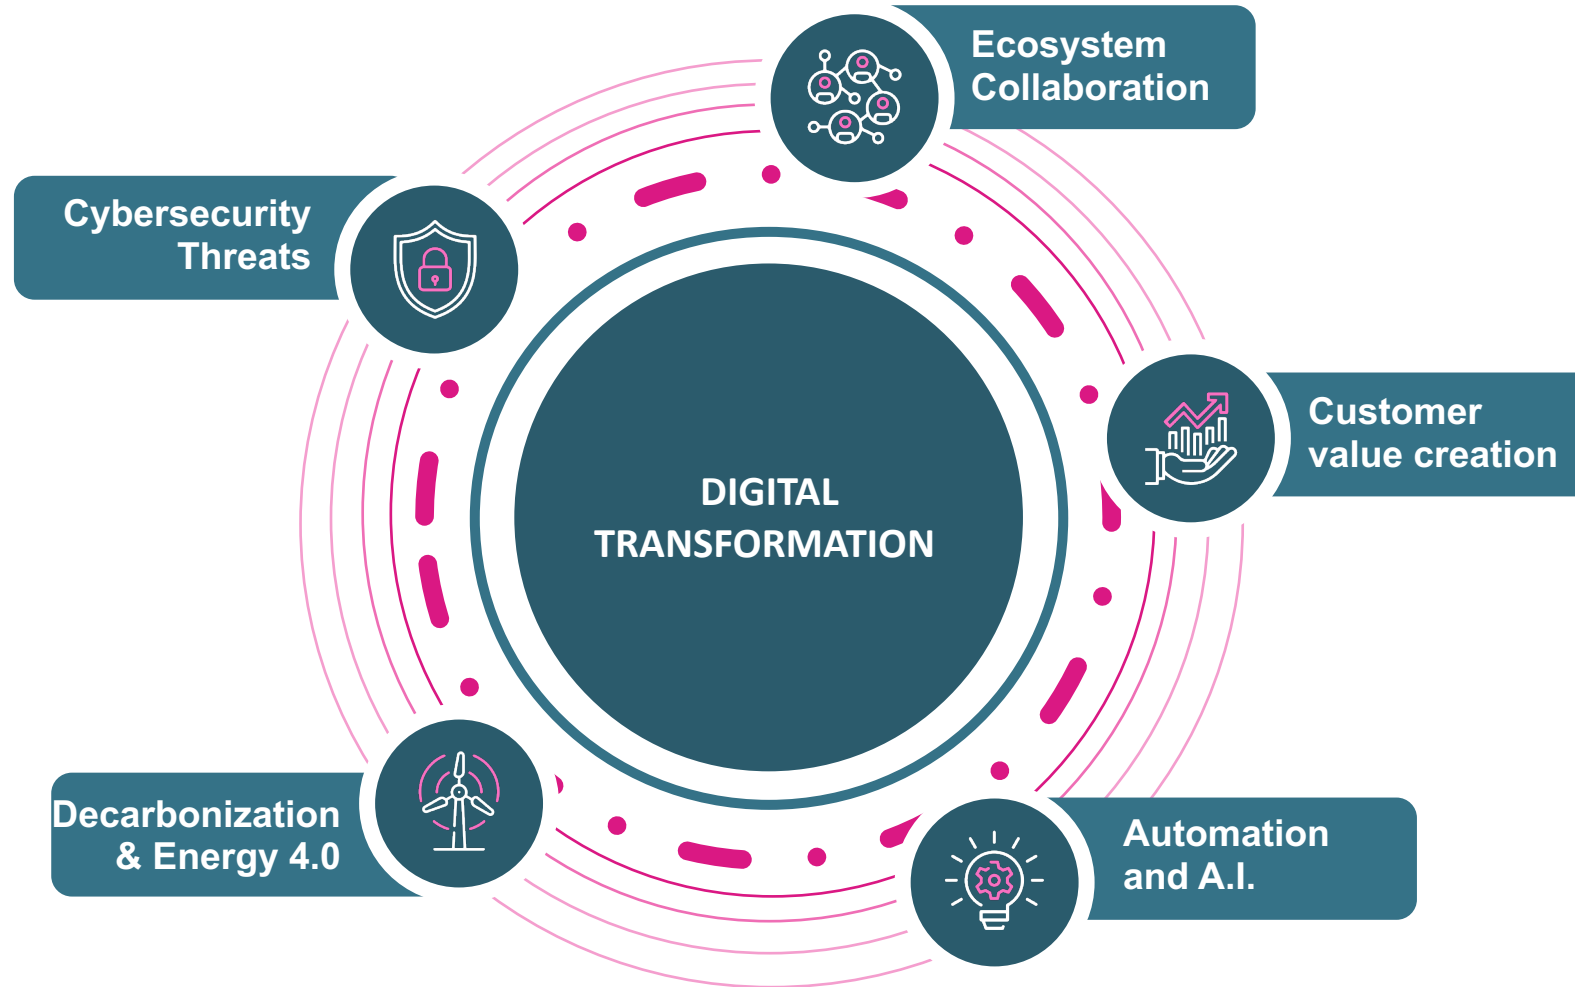 Ecosystem
Collaboration
Cybersecurity
Threats
Customer
value creation
DIGITAL
TRANSFORMATION
Decarbonization
& Energy 4.0
Automation
and A.I.